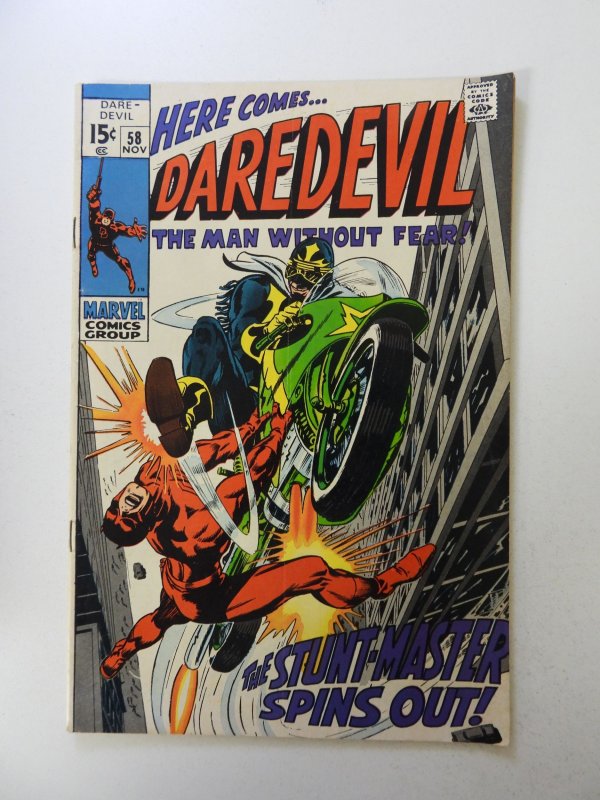 DARE-
DEVIL
15¢
58
NOV
CC
HERE COMES...
DAREDEVIL
THE MAN WITHOUT FEAR!
APPROVED
BY THE
COMICS
CODE
AUTHORITY
MARVEL
COMICS
GROUP
THE STUNT-MASTER
SPINS OUT!